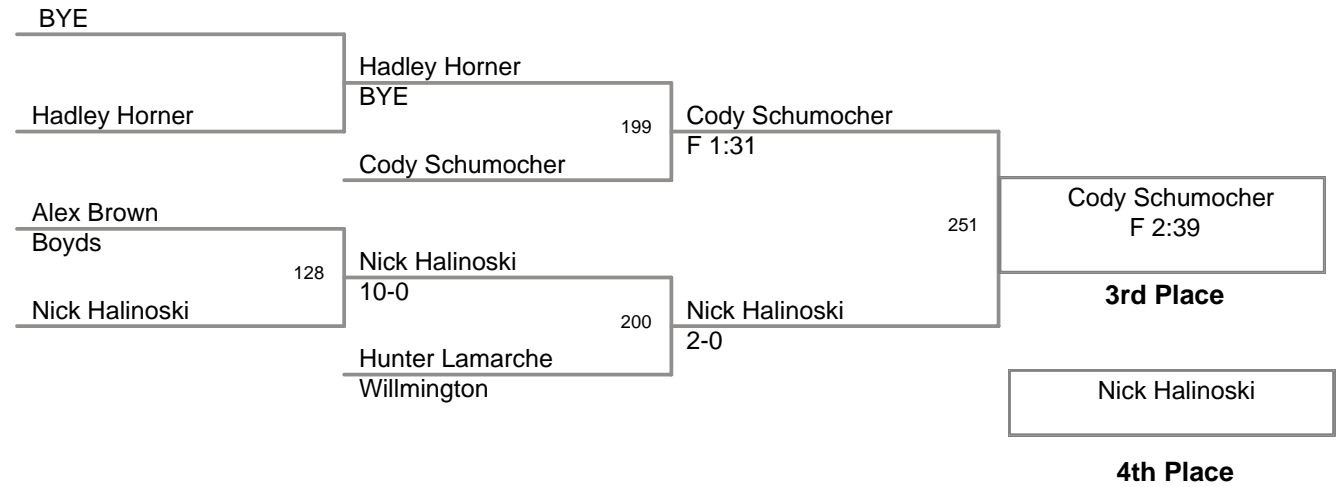 BYE
Hadley Horner
BYE
Hadley Horner
199
Cody Schumocher
F 1:31
Cody Schumocher
Alex Brown
Boyds
128
Nick Halinoski
10-0
Nick Halinoski
200
Nick Halinoski
2-0
Hunter Lamarche
Willmington
251
Cody Schumocher
F 2:39
3rd Place
Nick Halinoski
4th Place